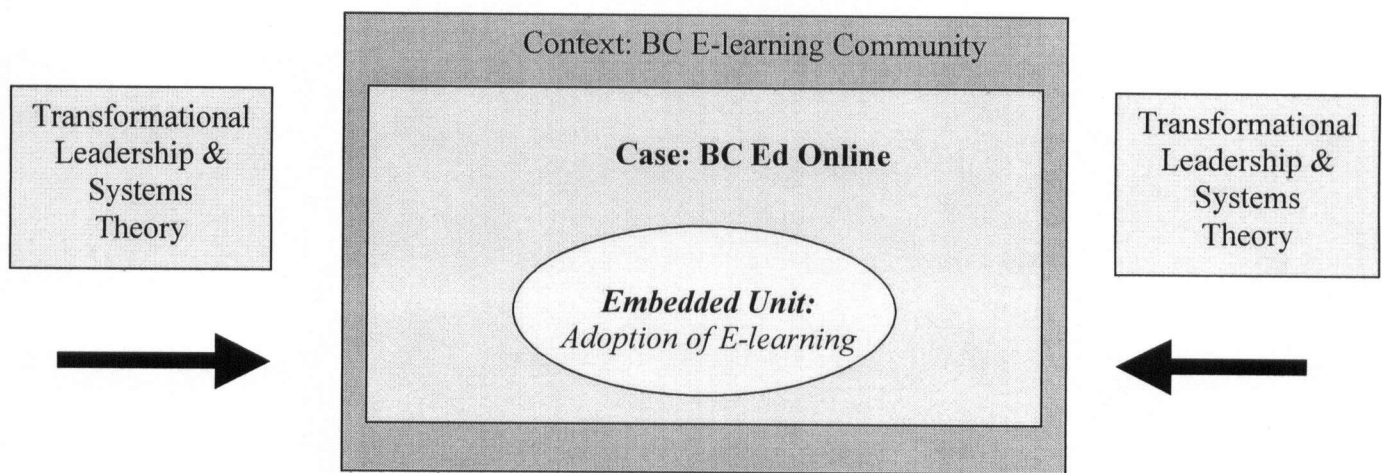 Context: BC E-learning Community
Transformational
Leadership &
Systems
Theory
Case: BC Ed Online
Embedded Unit:
Adoption of E-learning
Transformational
Leadership &
Systems
Theory